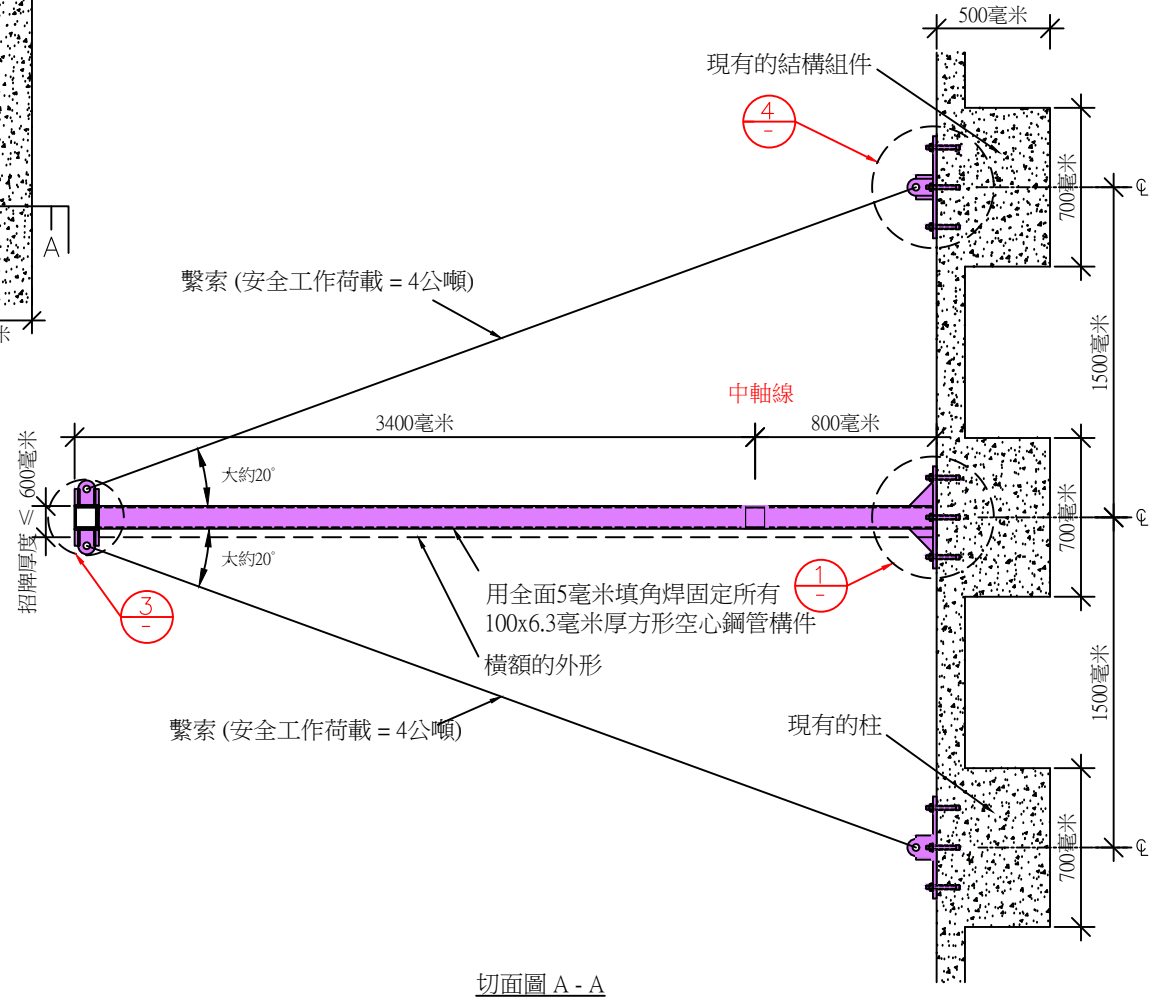 500毫米
現有的結構組件
4
-
700毫米
℄
A
繫索 (安全工作荷載 = 4公噸)
米
1500毫米
中軸線
3400毫米
800毫米
招牌厚度 ≤ 600毫米
大約20°
700毫米
℄
大約20°
3
-
1
-
用全面5毫米填角焊固定所有
100x6.3毫米厚方形空心鋼管構件
橫額的外形
1500毫米
繫索 (安全工作荷載 = 4公噸)
現有的柱
700毫米
℄
切面圖 A - A